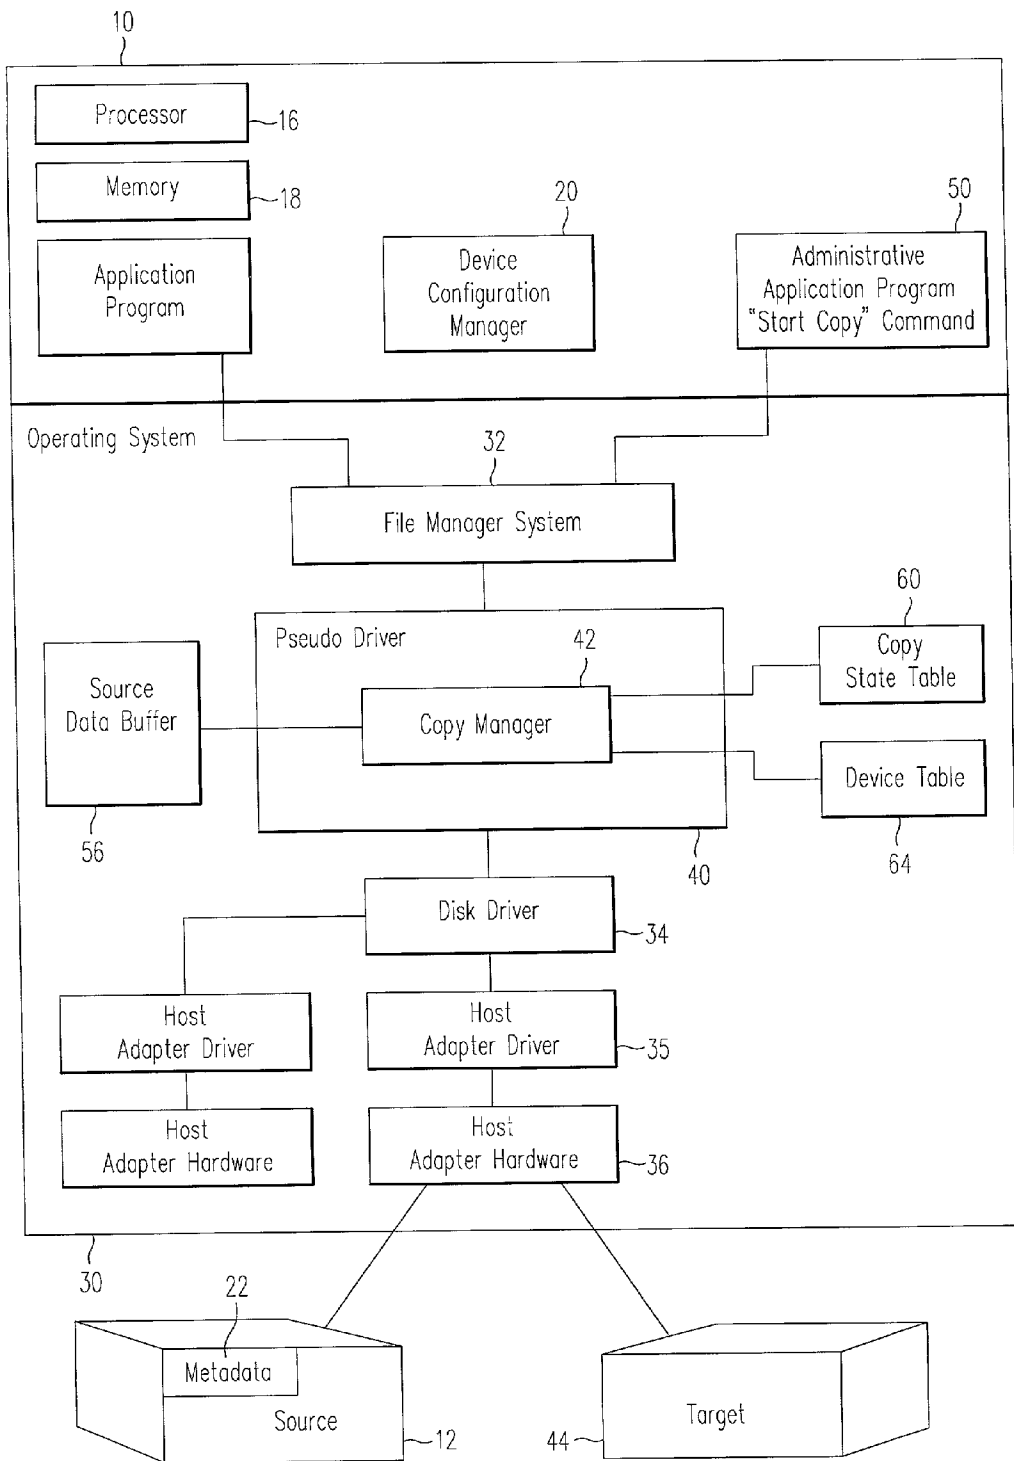 10
Processor
16
Memory
18
Application
Program
20
Device
Configuration
Manager
50
Administrative
Application Program
"Start Copy" Command
Operating System
32
File Manager System
Pseudo Driver
42
Copy Manager
Source
Data Buffer
56
60
Copy
State Table
Device Table
64
40
Disk Driver
34
Host
Adapter Driver
Host
Adapter Driver
35
Host
Adapter Hardware
Host
Adapter Hardware
36
30
22
Metadata
Source
12
44
Target